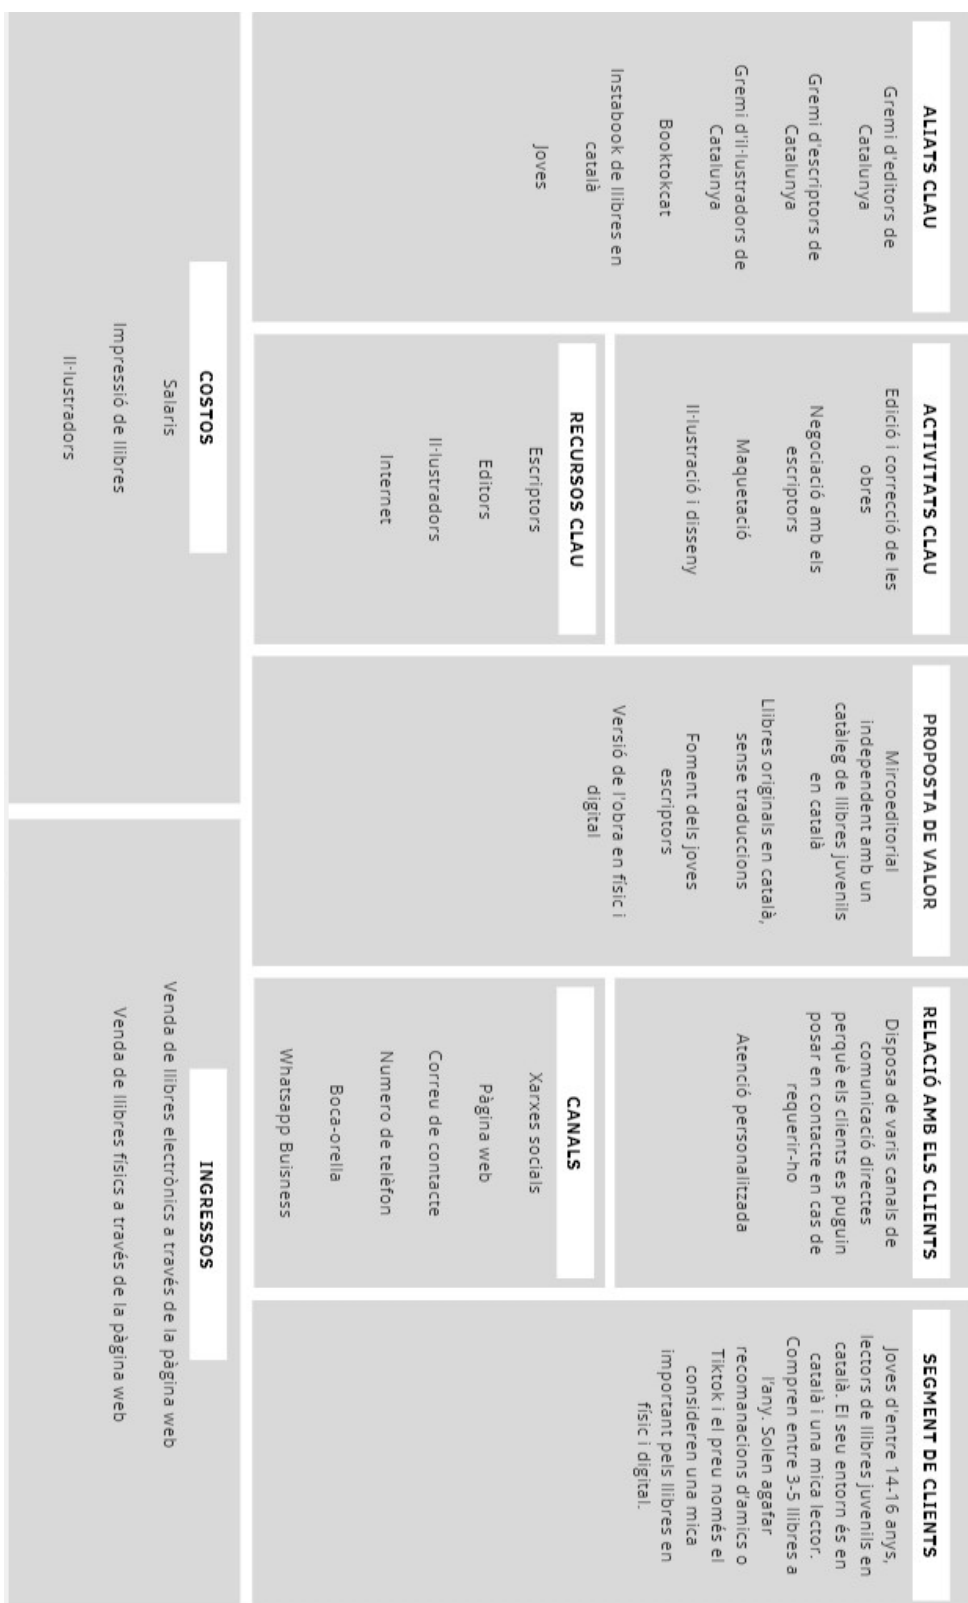 ALIATS CLAU
Gremi d'editors de
Catalunya
Gremi d'escriptors de
Catalunya
Gremi d'il·lustradors de
Catalunya
Booktokcat
Instabook de llibres en
català
Joves
ACTIVITATS CLAU
Edició i correcció de les
obres
Negociació amb els
escriptors
Maquetació
Il·lustració i disseny
RECURSOS CLAU
Escriptors
Editors
Il·lustradors
Internet
PROPOSTA DE VALOR
Mircoeditorial
independent amb un
catàleg de llibres juvenils
en català
Llibres originals en català,
sense traduccions
Foment dels joves
escriptors
Versió de l'obra en físic i
digital
RELACIÓ AMB ELS CLIENTS
Disposa de varis canals de
comunicació directes
perquè els clients es puguin
posar en contacte en cas de
requerir-ho
Atenció personalitzada
CANALS
Xarxes socials
Pàgina web
Correu de contacte
Numero de telèfon
Boca-orella
Whatsapp Buisness
SEGMENT DE CLIENTS
Joves d'entre 14-16 anys,
lectors de llibres juvenils en
català. El seu entorn és en
català i una mica lector.
Compren entre 3-5 llibres a
l'any. Solen agafar
recomanacions d'amics o
Tiktok i el preu només el
consideren una mica
important pels llibres en
físic i digital.
COSTOS
Salaris
Impressió de llibres
Il·lustradors
INGRESSOS
Venda de llibres electrònics a través de la pàgina web
Venda de llibres físics a través de la pàgina web